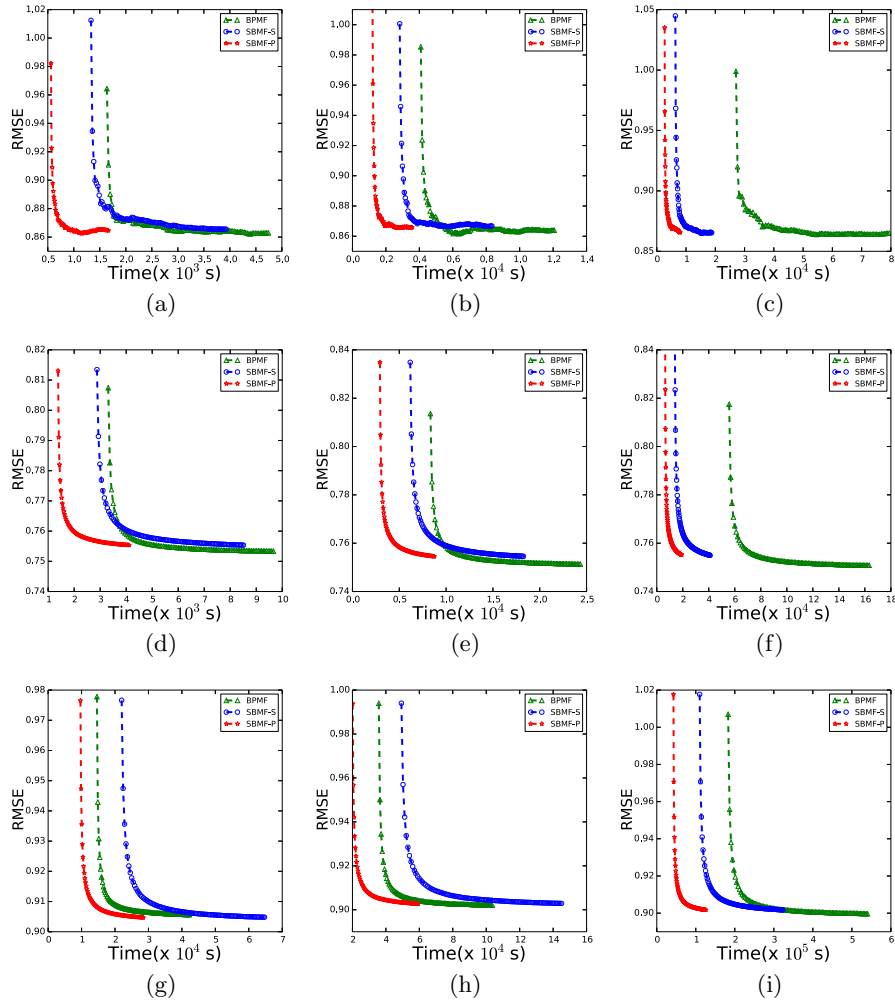 1.02
1.00
0.98
0.96
0.94
0.92
0.90
0.88
0.86
RMSE
BPMF
SBMF-S
SBMF-P
0.5 1.0 1.5 2.0 2.5 3.0 3.5 4.0 4.5 5.0
Time(x 10³ s)
(a)
1.00
0.98
0.96
0.94
0.92
0.90
0.88
0.86
RMSE
BPMF
SBMF-S
SBMF-P
0.0 0.2 0.4 0.6 0.8 1.0 1.2 1.4
Time(x 10⁴ s)
(b)
1.05
1.00
0.95
0.90
0.85
RMSE
BPMF
SBMF-S
SBMF-P
0 1 2 3 4 5 6 7 8
Time(x 10⁴ s)
(c)
0.82
0.81
0.80
0.79
0.78
0.77
0.76
0.75
0.74
RMSE
BPMF
SBMF-S
SBMF-P
1 2 3 4 5 6 7 8 9 10
Time(x 10³ s)
(d)
0.84
0.82
0.80
0.78
0.76
0.74
RMSE
BPMF
SBMF-S
SBMF-P
0.0 0.5 1.0 1.5 2.0 2.5
Time(x 10⁴ s)
(e)
0.84
0.82
0.80
0.78
0.76
0.74
RMSE
BPMF
SBMF-S
SBMF-P
0 2 4 6 8 10 12 14 16 18
Time(x 10⁴ s)
(f)
0.98
0.97
0.96
0.95
0.94
0.93
0.92
0.91
0.90
RMSE
BPMF
SBMF-S
SBMF-P
0 1 2 3 4 5 6 7
Time(x 10⁴ s)
(g)
1.00
0.98
0.96
0.94
0.92
0.90
RMSE
BPMF
SBMF-S
SBMF-P
2 4 6 8 10 12 14 16
Time(x 10⁴ s)
(h)
1.02
1.00
0.98
0.96
0.94
0.92
0.90
RMSE
BPMF
SBMF-S
SBMF-P
0 1 2 3 4 5 6
Time(x 10⁵ s)
(i)